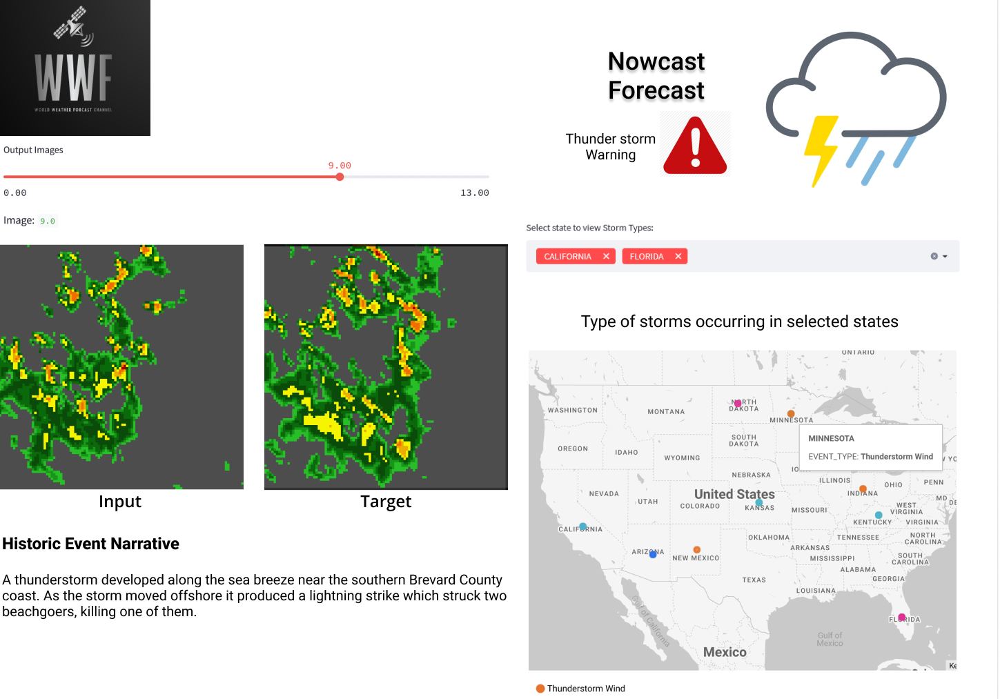 WWF
WORLD WEATHER FORCAST CHANNEL
Output Images
9.00
0.00
13.00
Image: 9.0
Input
Target
Historic Event Narrative
A thunderstorm developed along the sea breeze near the southern Brevard County
coast. As the storm moved offshore it produced a lightning strike which struck two
beachgoers, killing one of them.
Nowcast
Forecast
Thunder storm
Warning
Select state to view Storm Types:
CALIFORNIA
FLORIDA
Type of storms occurring in selected states
ONTARIO
WASHINGTON
MONTANA
NORTH
DAKOTA
MINNESOTA
MINNESOTA
EVENT_TYPE: Thunderstorm Wind
OREGON
IDAHO
SOUTH
DAKOTA
WYOMING
NEBRASKA
IO
ILLINOIS
OHIO
PENN
NEVADA
UTAH
United States
COLORADO
KANSAS
MISSOURI
INDIANA
WEST
VIRGINIA
MD
DE
KENTUCKY
VIRGINIA
CALIFORNIA
OKLAHOMA
TENNESSEE
NORTH
CAROLINA
ARIZONA
NEW MEXICO
ARKANSAS
MISSISSIPPI
SOUTH
CAROLINA
ALABAMA
GEORGIA
TEXAS
LOUISIANA
FLORIDA
Gulf of California
Gulf of
Mexico
Mexico
Ke
Thunderstorm Wind